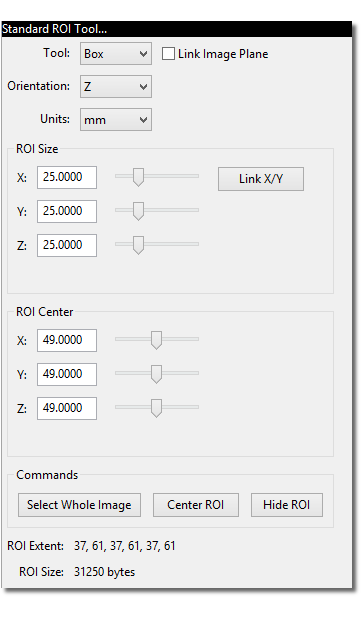 Standard ROI Tool...
Tool: Box Link Image Plane
Orientation: Z
Units: mm
ROI Size
X: 25.0000 Link X/Y
Y: 25.0000
Z: 25.0000
ROI Center
X: 49.0000
Y: 49.0000
Z: 49.0000
Commands
Select Whole Image Center ROI Hide ROI
ROI Extent: 37, 61, 37, 61, 37, 61
ROI Size: 31250 bytes